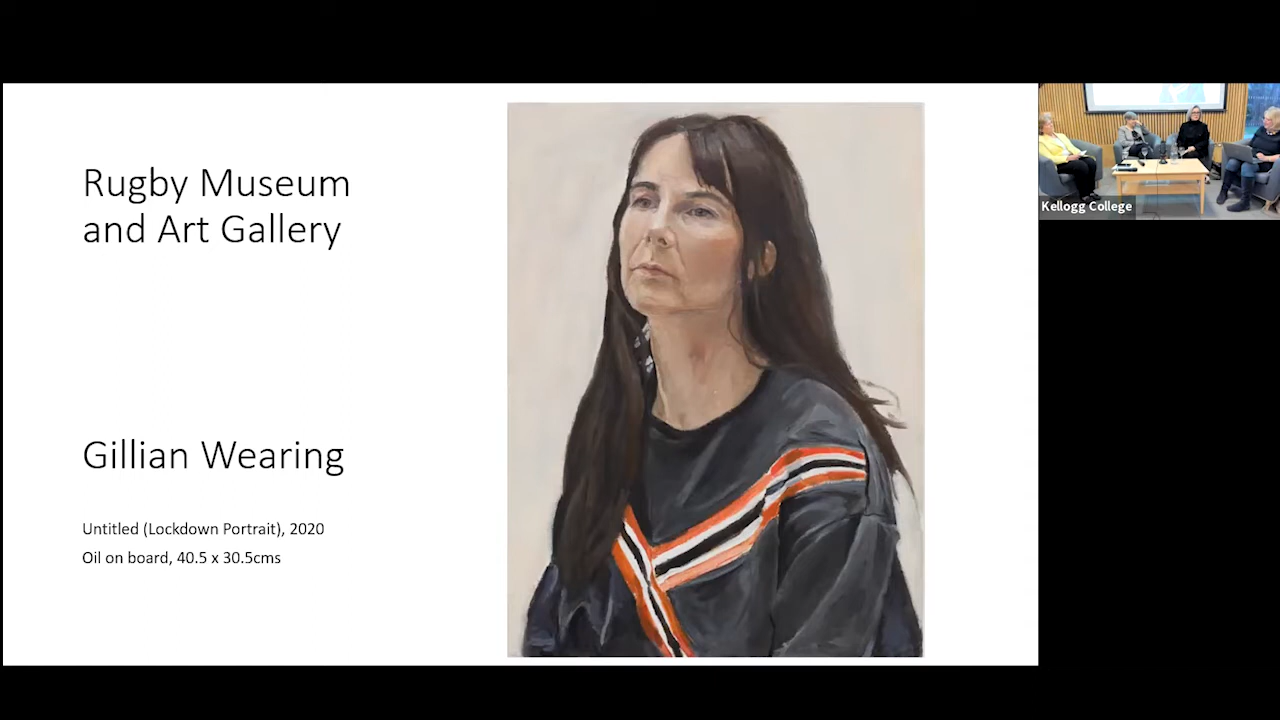 Rugby Museum
and Art Gallery
Gillian Wearing
Untitled (Lockdown Portrait), 2020
Oil on board, 40.5 x 30.5cms
Kellogg College